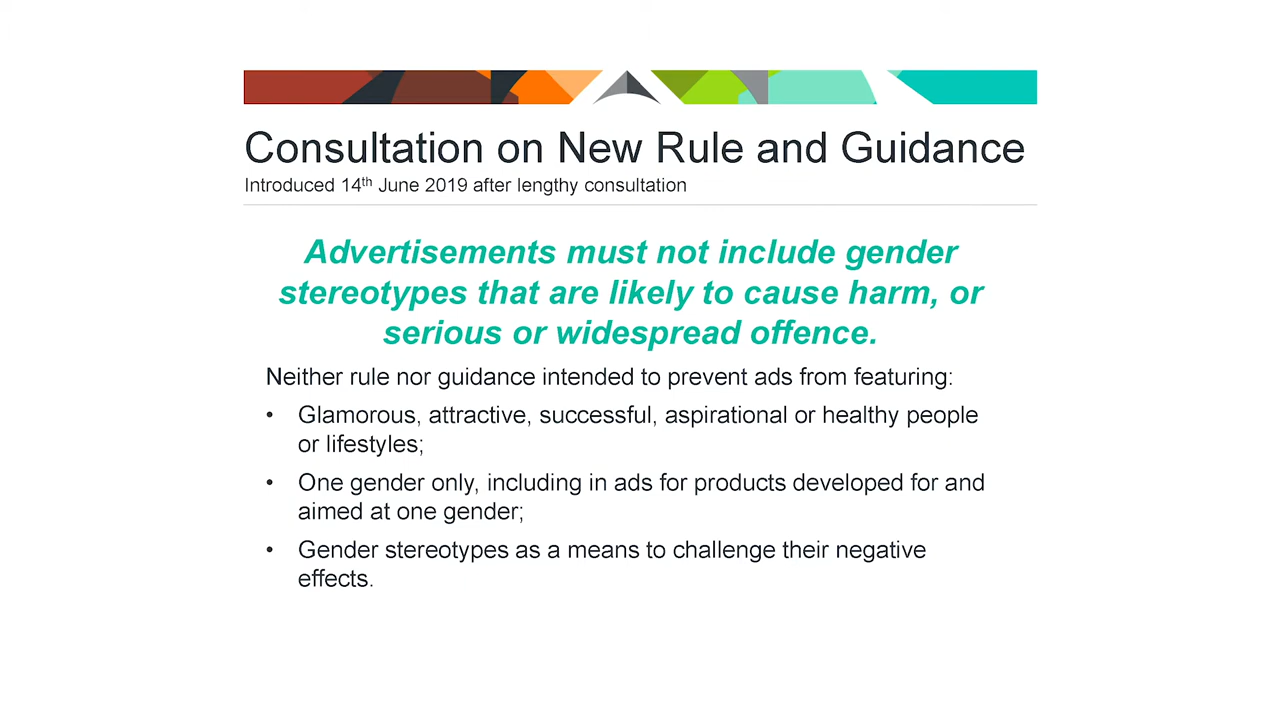 Consultation on New Rule and Guidance
Introduced 14th June 2019 after lengthy consultation
Advertisements must not include gender
stereotypes that are likely to cause harm, or
serious or widespread offence.
Neither rule nor guidance intended to prevent ads from featuring:
• Glamorous, attractive, successful, aspirational or healthy people
or lifestyles;
• One gender only, including in ads for products developed for and
aimed at one gender;
• Gender stereotypes as a means to challenge their negative
effects.